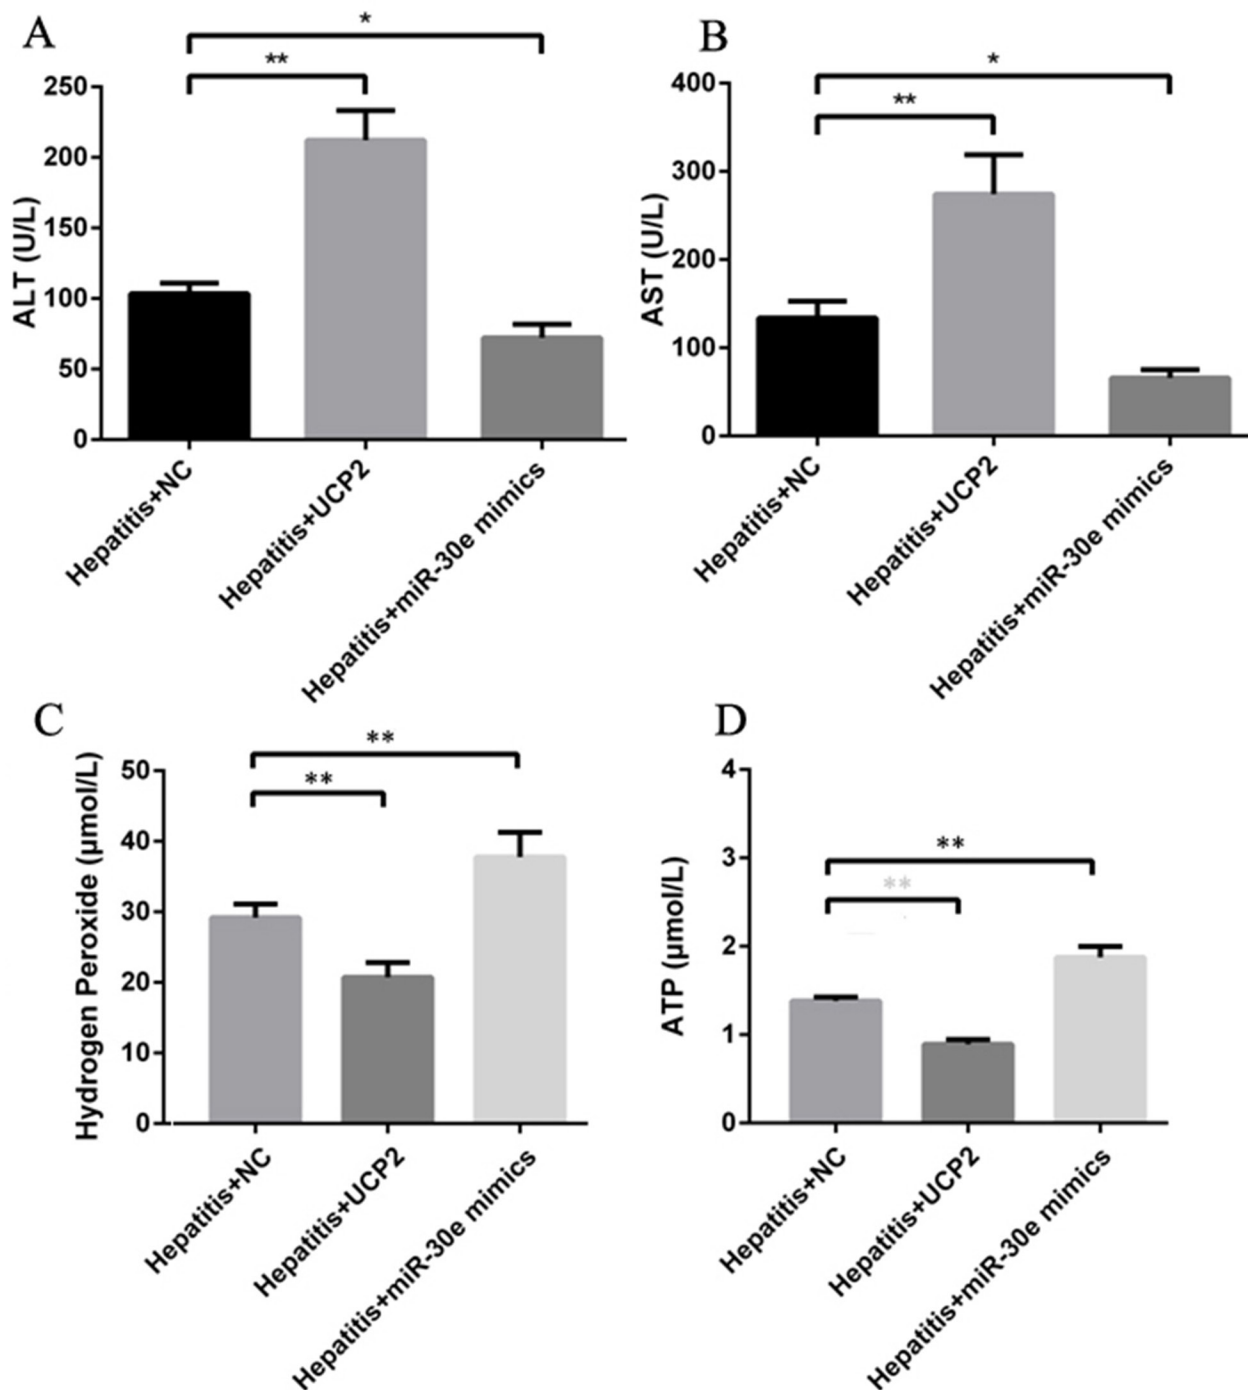 A
*
**
250
200
150
100
50
0
ALT (U/L)
Hepatitis+NC
Hepatitis+UCP2
Hepatitis+miR-30e mimics
B
*
**
400
300
200
100
0
AST (U/L)
Hepatitis+NC
Hepatitis+UCP2
Hepatitis+miR-30e mimics
C
**
**
50
40
30
20
10
0
Hydrogen Peroxide (μmol/L)
Hepatitis+NC
Hepatitis+UCP2
Hepatitis+miR-30e mimics
D
**
**
4
3
2
1
0
ATP (μmol/L)
Hepatitis+NC
Hepatitis+UCP2
Hepatitis+miR-30e mimics